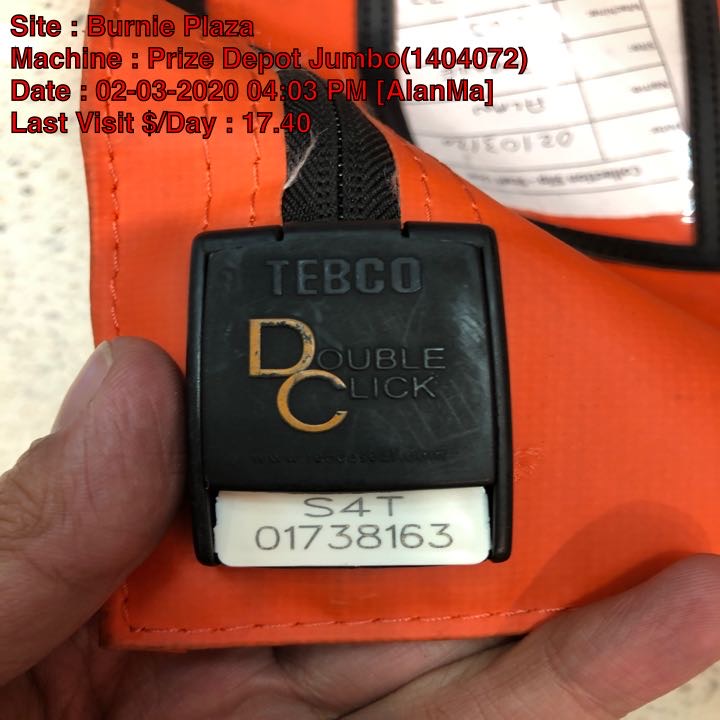 Site : Burnie Plaza
Machine : Prize Depot Jumbo(1404072)
Date : 02-03-2020 04:03 PM [AlanMa]
Last Visit $/Day : 17.40
TEBCO
DOUBLE
CLICK
S4T
01738163